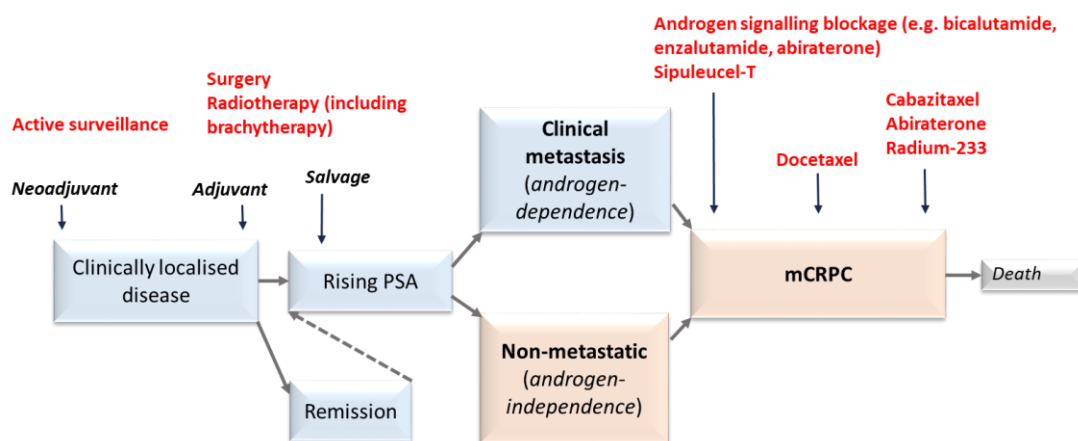 Androgen signalling blockage (e.g. bicalutamide,
enzalutamide, abiraterone)
Sipuleucel-T
Surgery
Radiotherapy (including
brachytherapy)
Active surveillance
Cabazitaxel
Abiraterone
Radium-233
Docetaxel
Neoadjuvant
Adjuvant
Salvage
Clinical
metastasis
(androgen-
dependence)
Clinically localised
disease
Rising PSA
mCRPC
Death
Non-metastatic
(androgen-
independence)
Remission